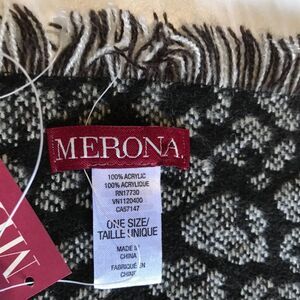 MERONA
100% ACRYLIC
100% ACRYLIQUE
RN17730
VN1120400
CA57147
ONE SIZE/
TAILLE UNIQUE
MADE IN
CHINA
FABRIQUÉ EN
CHINE